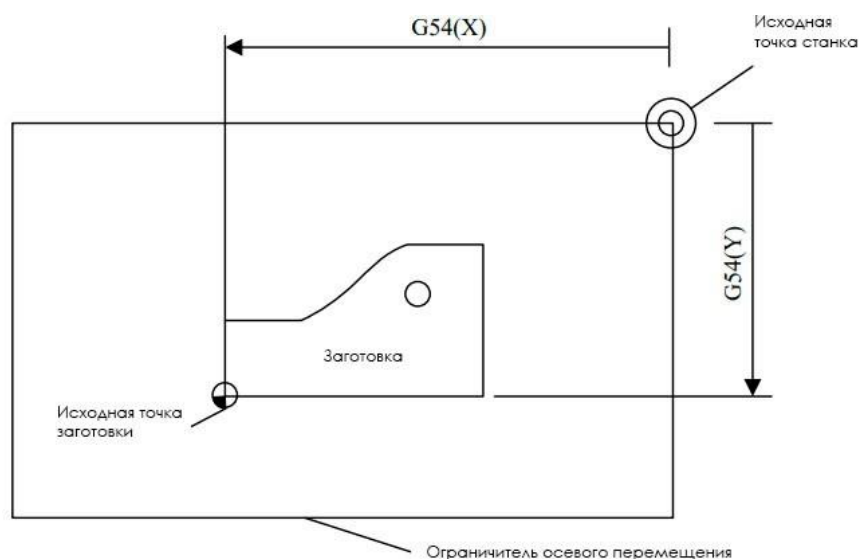 G54(X)
Исходная
точка станка
G54(Y)
Заготовка
Исходная точка
заготовки
Ограничитель осевого перемещения